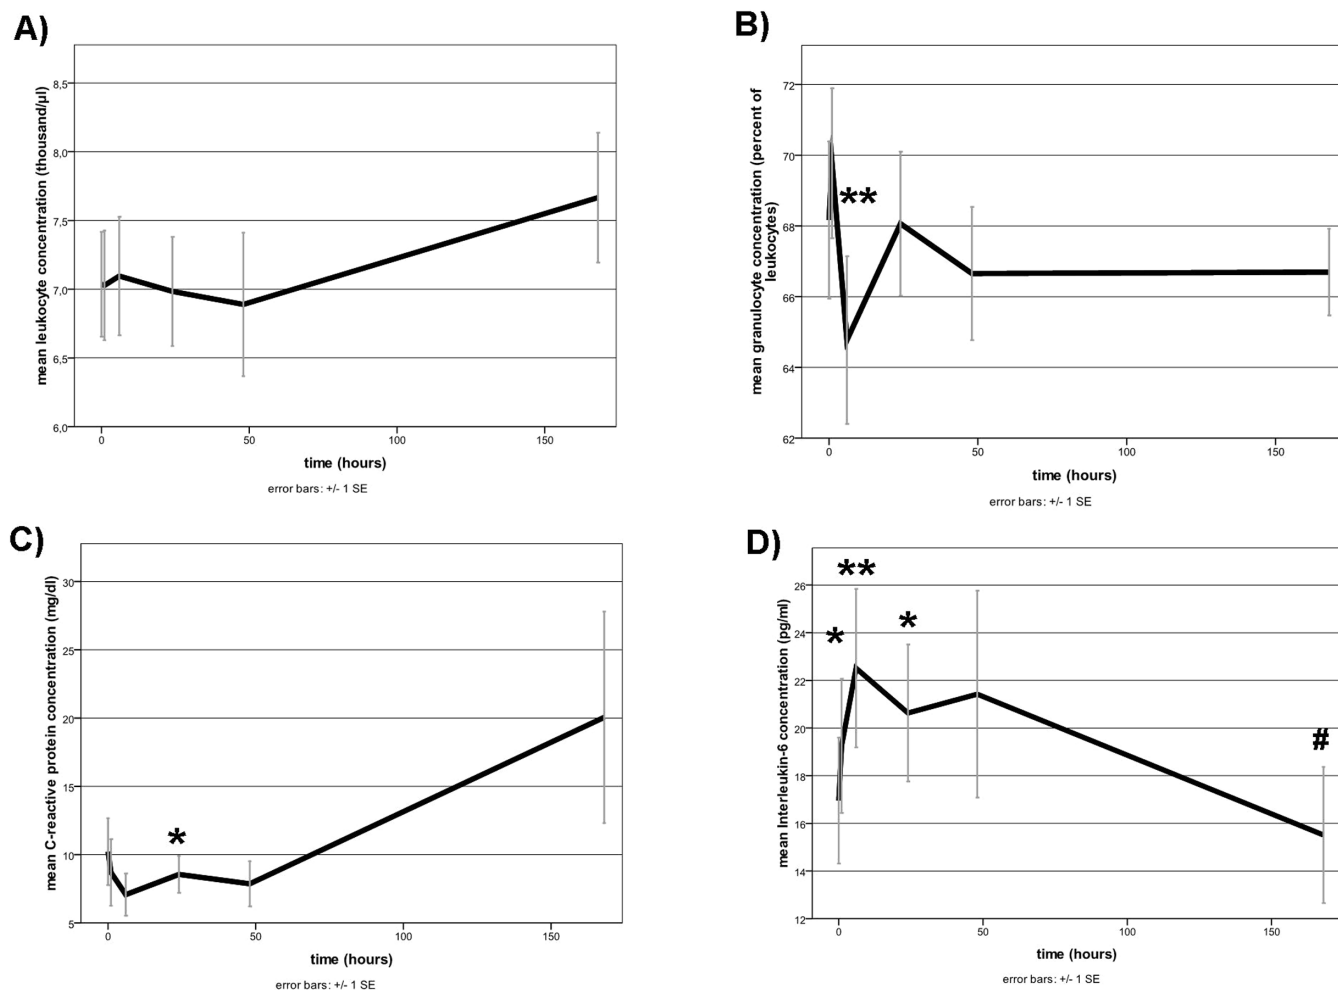 A)
mean leukocyte concentration (thousand/µl)
8,5
8,0
7,5
7,0
6,5
6,0
0 50 100 150
time (hours)
error bars: +/- 1 SE
B)
mean granulocyte concentration (percent of
leukocytes)
72
70
68
66
64
62
**
0 50 100 150
time (hours)
error bars: +/- 1 SE
C)
mean C-reactive protein concentration (mg/dl)
30
25
20
15
10
5
*
0 50 100 150
time (hours)
error bars: +/- 1 SE
D)
mean Interleukin-6 concentration (pg/ml)
26
24
22
20
18
16
14
12
**
*
*
#
0 50 100 150
time (hours)
error bars: +/- 1 SE